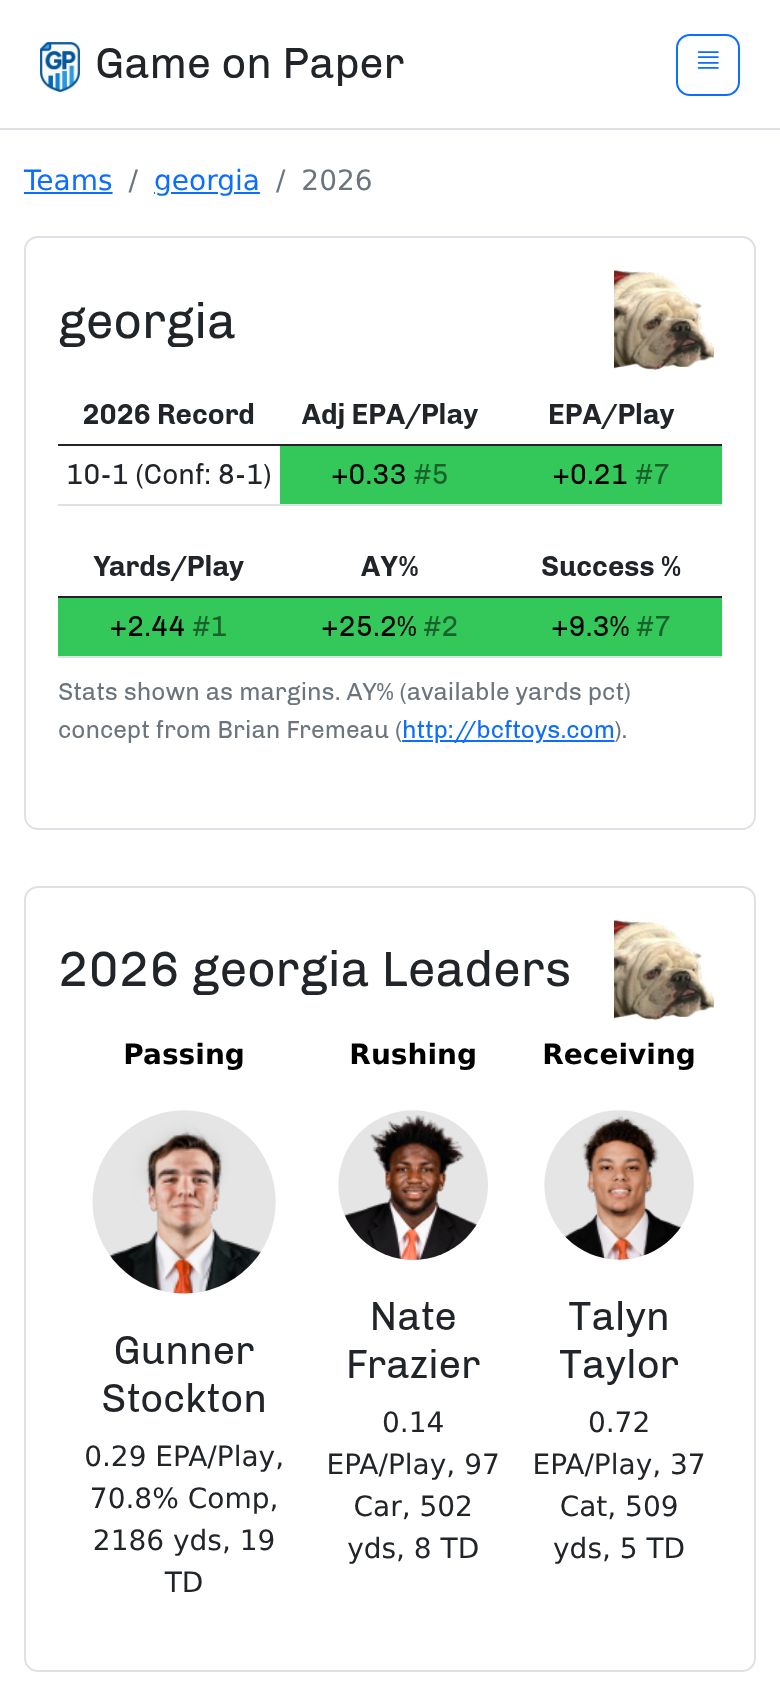 GP Game on Paper
Teams / georgia / 2026
georgia
2026 Record Adj EPA/Play EPA/Play
10-1 (Conf: 8-1) +0.33 #5 +0.21 #7
Yards/Play AY% Success %
+2.44 #1 +25.2% #2 +9.3% #7
Stats shown as margins. AY% (available yards pct)
concept from Brian Fremeau (http://bcftoys.com).
2026 georgia Leaders
Passing Rushing Receiving
Gunner
Stockton
0.29 EPA/Play,
70.8% Comp,
2186 yds, 19
TD
Nate
Frazier
0.14
EPA/Play, 97
Car, 502
yds, 8 TD
Talyn
Taylor
0.72
EPA/Play, 37
Cat, 509
yds, 5 TD